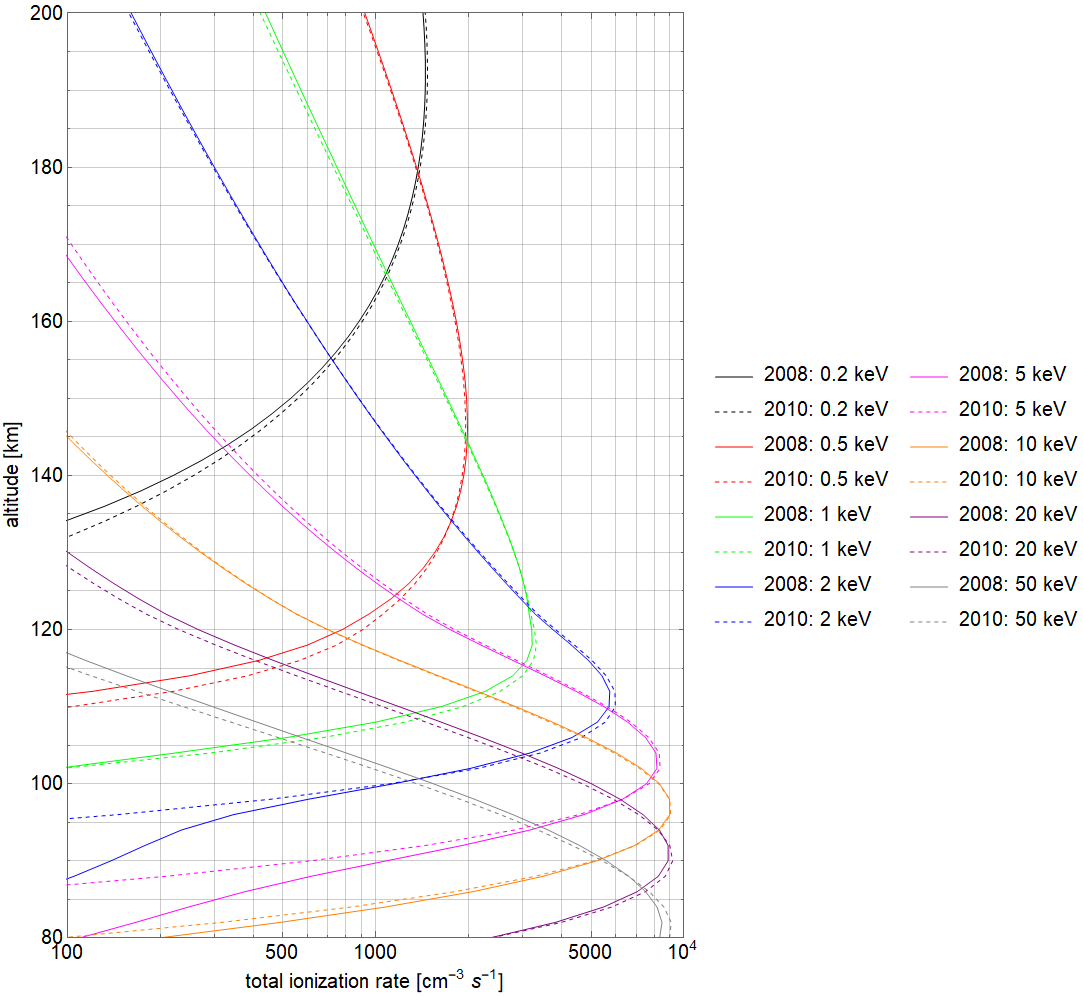 200
180
160
140
120
100
80
altitude [km]
100
500
1000
5000
10⁴
total ionization rate [cm⁻³ s⁻¹]
2008: 0.2 keV
2010: 0.2 keV
2008: 0.5 keV
2010: 0.5 keV
2008: 1 keV
2010: 1 keV
2008: 2 keV
2010: 2 keV
2008: 5 keV
2010: 5 keV
2008: 10 keV
2010: 10 keV
2008: 20 keV
2010: 20 keV
2008: 50 keV
2010: 50 keV